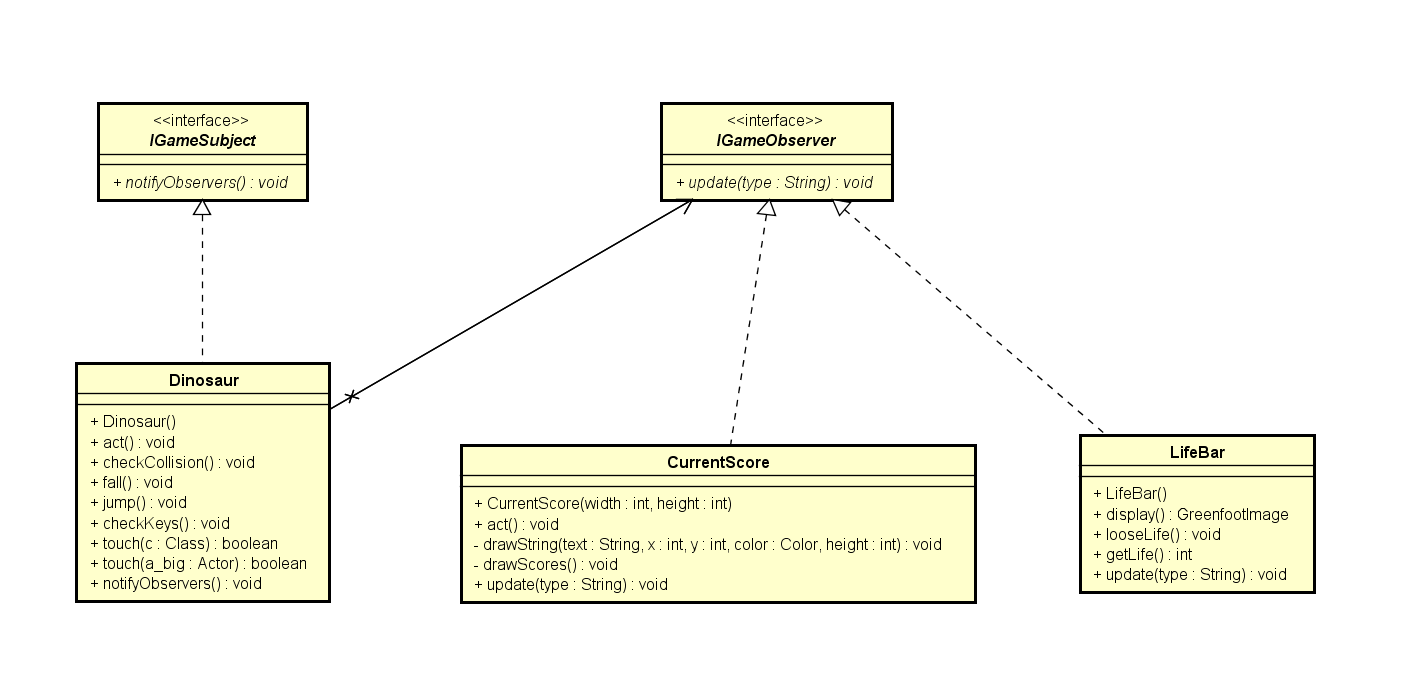 <<interface>>
IGameSubject
+ notifyObservers() : void
<<interface>>
IGameObserver
+ update(type : String) : void
Dinosaur
+ Dinosaur()
+ act() : void
+ checkCollision() : void
+ fall() : void
+ jump() : void
+ checkKeys() : void
+ touch(c : Class) : boolean
+ touch(a_big : Actor) : boolean
+ notifyObservers() : void
CurrentScore
+ CurrentScore(width : int, height : int)
+ act() : void
- drawString(text : String, x : int, y : int, color : Color, height : int) : void
- drawScores() : void
+ update(type : String) : void
LifeBar
+ LifeBar()
+ display() : GreenfootImage
+ looseLife() : void
+ getLife() : int
+ update(type : String) : void